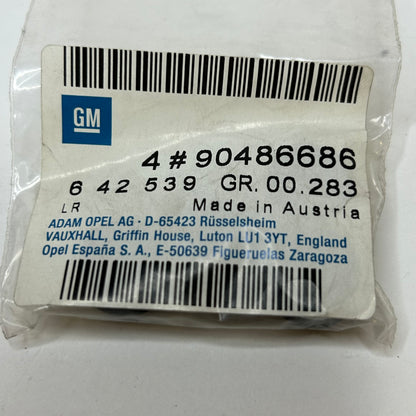 GM
4#90486686
6 42 539 GR.00.283
LR Made in Austria
ADAM OPEL AG · D-65423 Rüsselsheim
VAUXHALL, Griffin House, Luton LU1 3YT, England
Opel España S. A., E-50639 Figueruelas Zaragoza